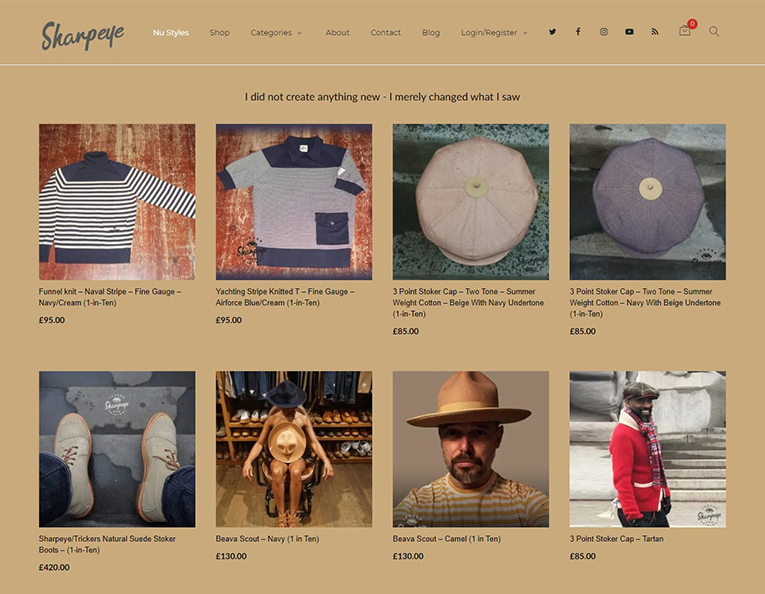 Sharpeye
Nu Styles
Shop
Categories
About
Contact
Blog
Login/Register
0
I did not create anything new - I merely changed what I saw
Funnel knit – Naval Stripe – Fine Gauge –
Navy/Cream (1-in-Ten)
£95.00
Yachting Stripe Knitted T – Fine Gauge –
Airforce Blue/Cream (1-in-Ten)
£95.00
3 Point Stoker Cap – Two Tone – Summer
Weight Cotton – Beige With Navy Undertone
(1-in-Ten)
£85.00
3 Point Stoker Cap – Two Tone – Summer
Weight Cotton – Navy With Beige Undertone
(1-in-Ten)
£85.00
Sharpeye/Trickers Natural Suede Stoker
Boots – (1-in-Ten)
£420.00
Beava Scout – Navy (1 in Ten)
£130.00
Beava Scout – Camel (1 in Ten)
£130.00
3 Point Stoker Cap – Tartan
£85.00